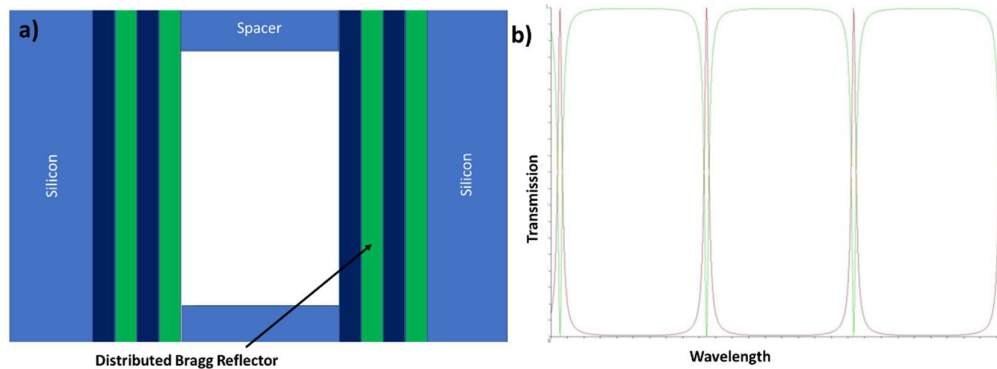 a)
Spacer
Silicon
Silicon
Distributed Bragg Reflector
b)
Transmission
Wavelength